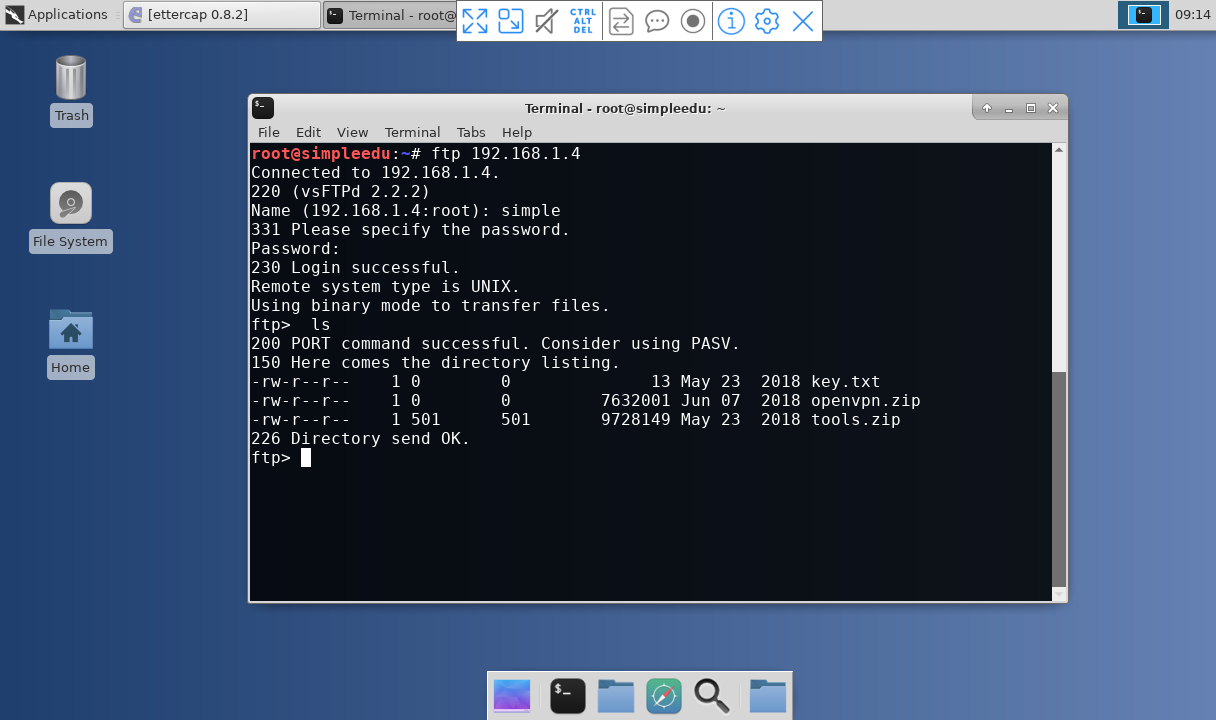 Applications
[ettercap 0.8.2]
Terminal - root@
CTRL
ALT
DEL
09:14
Trash
File System
Home
Terminal - root@simpleedu: ~
File Edit View Terminal Tabs Help
root@simpleedu:~# ftp 192.168.1.4
Connected to 192.168.1.4.
220 (vsFTPd 2.2.2)
Name (192.168.1.4:root): simple
331 Please specify the password.
Password:
230 Login successful.
Remote system type is UNIX.
Using binary mode to transfer files.
ftp>  ls
200 PORT command successful. Consider using PASV.
150 Here comes the directory listing.
-rw-r--r--    1 0        0              13 May 23  2018 key.txt
-rw-r--r--    1 0        0         7632001 Jun 07  2018 openvpn.zip
-rw-r--r--    1 501      501       9728149 May 23  2018 tools.zip
226 Directory send OK.
ftp>
$_